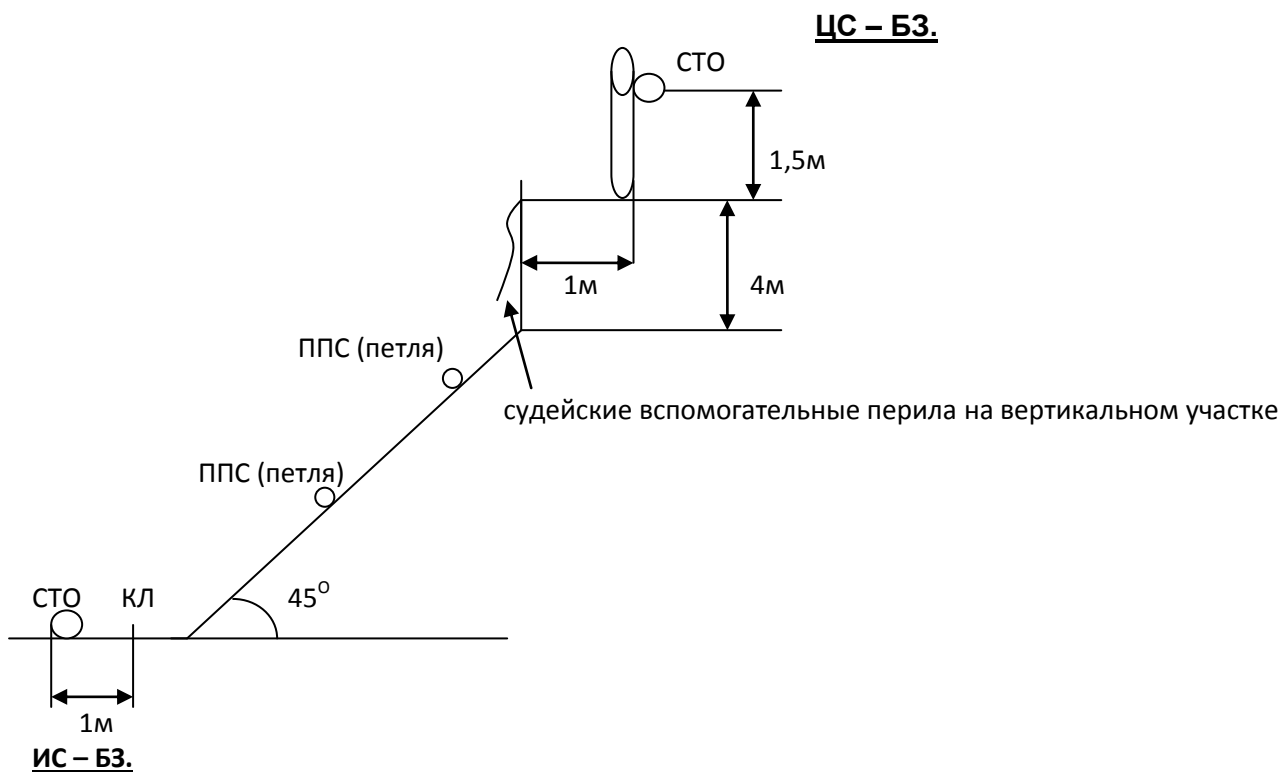 ЦС – БЗ.
СТО
1,5м
1м
4м
ППС (петля)
судейские вспомогательные перила на вертикальном участке
ППС (петля)
СТО КЛ 45⁰
1м
ИС – БЗ.